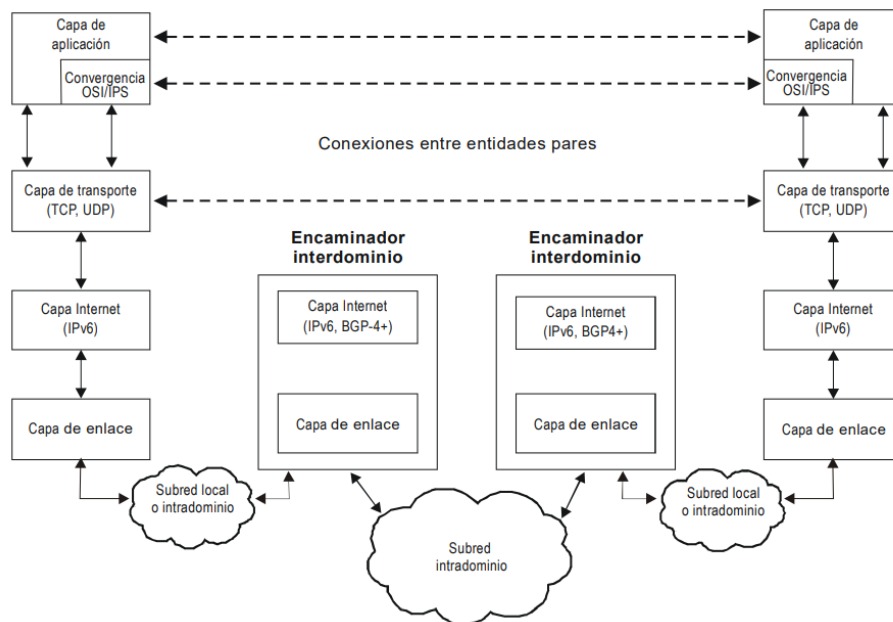 Capa de
aplicación
Convergencia
OSI/IPS
Capa de
aplicación
Convergencia
OSI/IPS
Conexiones entre entidades pares
Capa de transporte
(TCP, UDP)
Capa de transporte
(TCP, UDP)
Encaminador
interdominio
Encaminador
interdominio
Capa Internet
(IPv6)
Capa Internet
(IPv6, BGP-4+)
Capa Internet
(IPv6, BGP4+)
Capa Internet
(IPv6)
Capa de enlace
Capa de enlace
Capa de enlace
Capa de enlace
Subred local
o intradominio
Subred
intradominio
Subred local
o intradominio